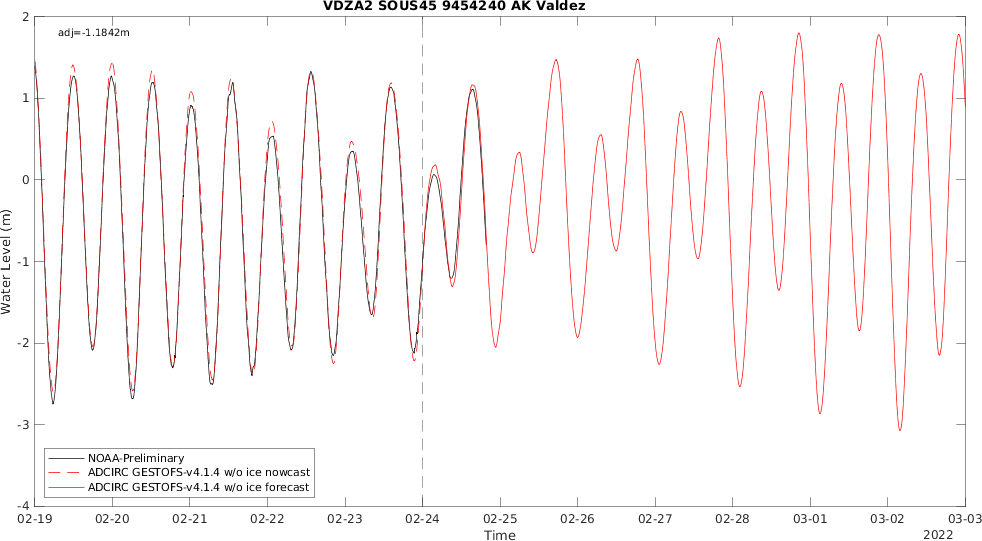 VDZA2 SOUS45 9454240 AK Valdez
adj=-1.1842m
2
1
0
-1
-2
-3
-4
Water Level (m)
NOAA-Preliminary
ADCIRC GESTOFS-v4.1.4 w/o ice nowcast
ADCIRC GESTOFS-v4.1.4 w/o ice forecast
02-19 02-20 02-21 02-22 02-23 02-24 02-25 02-26 02-27 02-28 03-01 03-02 03-03
Time
2022